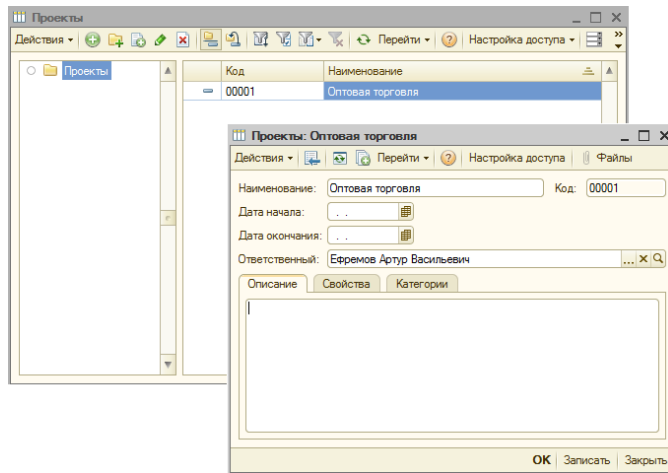 Проекты
Действия Перейти Настройка доступа
Проекты
Код Наименование
00001 Оптовая торговля
Проекты: Оптовая торговля
Действия Перейти Настройка доступа Файлы
Наименование: Оптовая торговля Код: 00001
Дата начала: . .
Дата окончания: . .
Ответственный: Ефремов Артур Васильевич ...
Описание Свойства Категории
OK Записать Закрыть